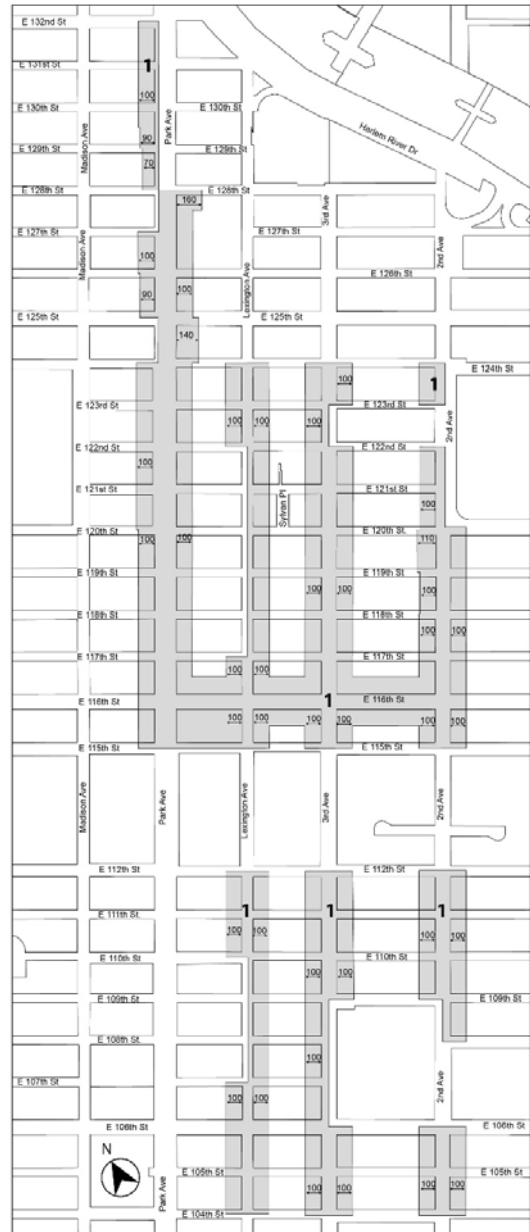 E 132nd St
E 131st St
1
100
E 130th St
E 130th St
90
Madison Ave
Park Ave
Harlem River Dr
E 129th St
E 129th St
70
E 128th St
E 128th St
160
3rd Ave
E 127th St
E 127th St
Madison Ave
2nd Ave
100
Lexington Ave
E 126th St
90
100
E 125th St
E 125th St
140
E 124th St
100
1
E 123rd St
E 123rd St
2nd Ave
100
100
E 122nd St
E 122nd St
100
E 121st St
E 121st St
Sylvan Pl
100
E 120th St
E 120th St.
100
100
110
E 119th St
E 119th St
100
100
100
E 118th St
E 118th St
100
100
E 117th St
E 117th St
100
100
E 116th St
1
E 116th St
100
100
100
100
100
100
E 115th St
E 115th St
Madison Ave
Park Ave
Lexington Ave
3rd Ave
2nd Ave
E 112th St
E 112th St
1
1
1
E 111th St.
100
100
100
100
E 110th St
E 110th St
100
100
E 109th St
E 109th St
E 108th St.
100
E 107th St
2nd Ave
100
100
E 106th St
E 106th St
N
E 105th St
E 105th St
Park Ave
100
100
100
100
E 104th St